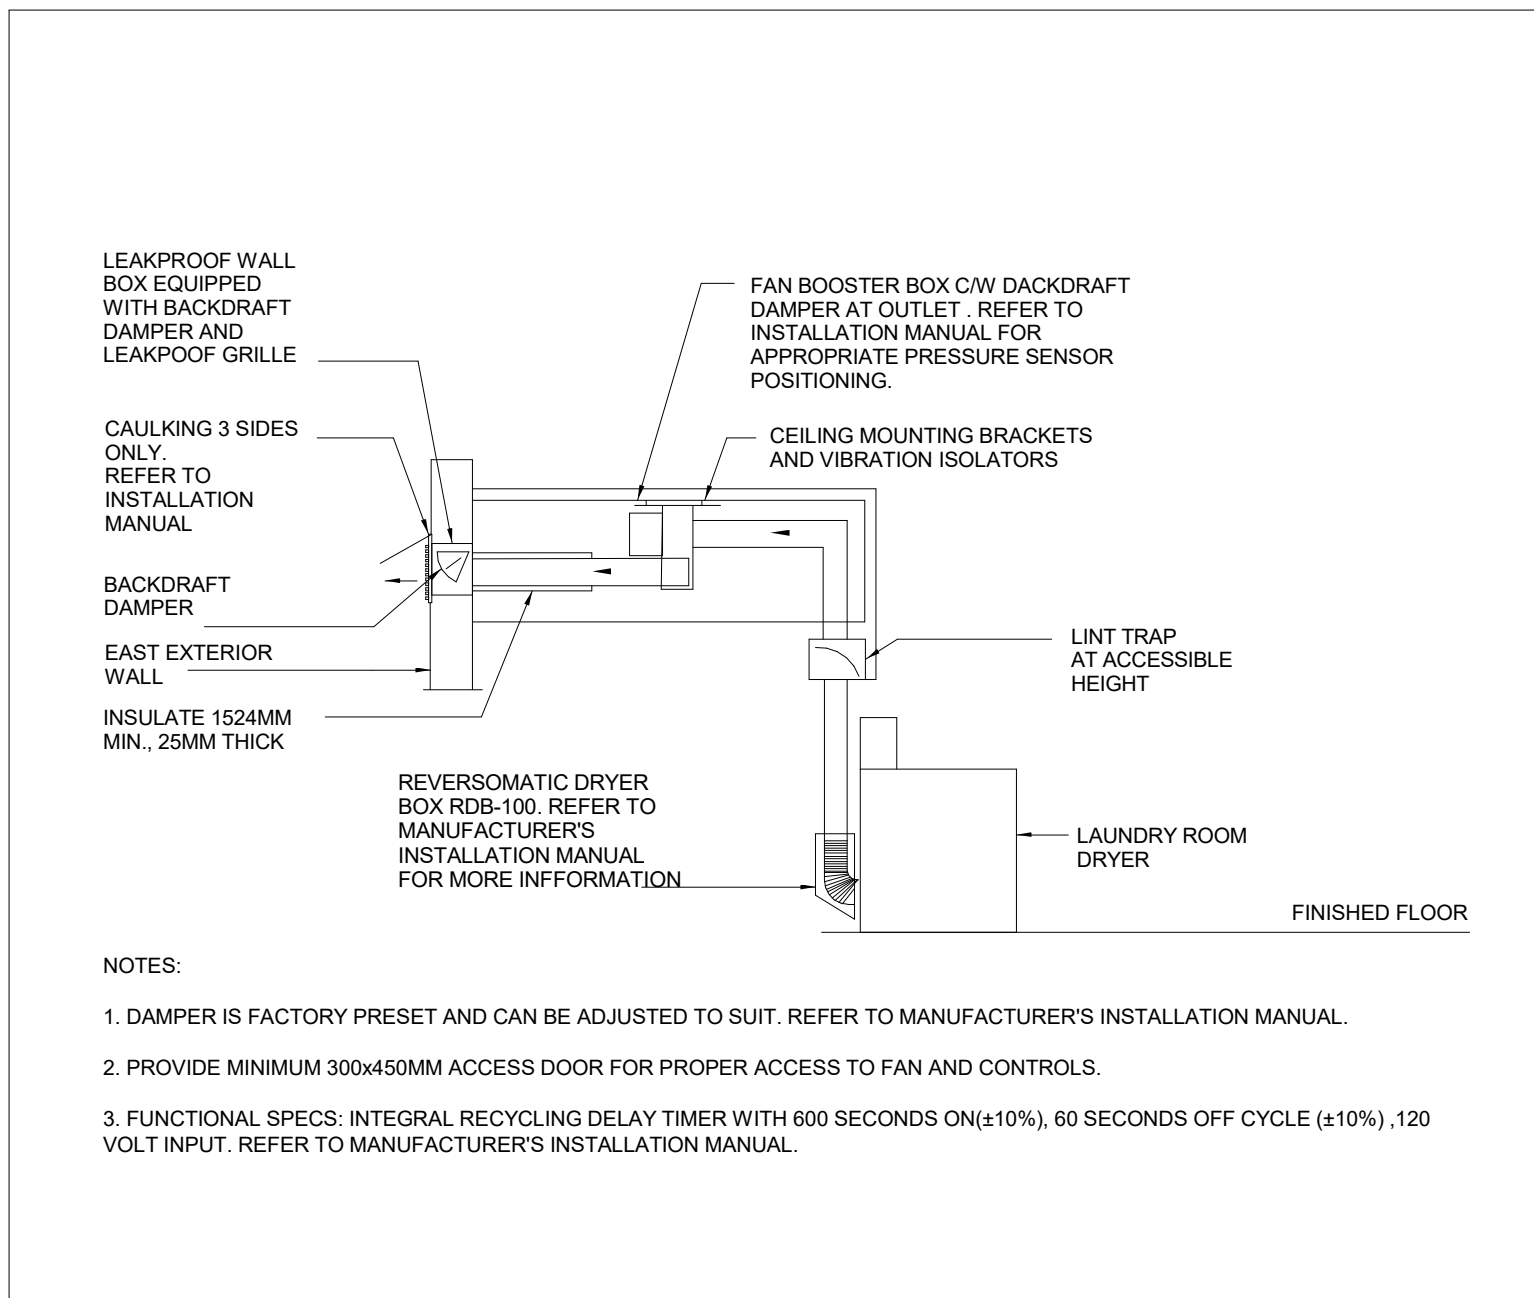 LEAKPROOF WALL
BOX EQUIPPED
WITH BACKDRAFT
DAMPER AND
LEAKPOOF GRILLE
FAN BOOSTER BOX C/W DACKDRAFT
DAMPER AT OUTLET . REFER TO
INSTALLATION MANUAL FOR
APPROPRIATE PRESSURE SENSOR
POSITIONING.
CAULKING 3 SIDES
ONLY.
REFER TO
INSTALLATION
MANUAL
CEILING MOUNTING BRACKETS
AND VIBRATION ISOLATORS
BACKDRAFT
DAMPER
EAST EXTERIOR
WALL
LINT TRAP
AT ACCESSIBLE
HEIGHT
INSULATE 1524MM
MIN., 25MM THICK
REVERSOMATIC DRYER
BOX RDB-100. REFER TO
MANUFACTURER'S
INSTALLATION MANUAL
FOR MORE INFFORMATION
LAUNDRY ROOM
DRYER
FINISHED FLOOR
NOTES:
1. DAMPER IS FACTORY PRESET AND CAN BE ADJUSTED TO SUIT. REFER TO MANUFACTURER'S INSTALLATION MANUAL.
2. PROVIDE MINIMUM 300x450MM ACCESS DOOR FOR PROPER ACCESS TO FAN AND CONTROLS.
3. FUNCTIONAL SPECS: INTEGRAL RECYCLING DELAY TIMER WITH 600 SECONDS ON(±10%), 60 SECONDS OFF CYCLE (±10%) ,120
VOLT INPUT. REFER TO MANUFACTURER'S INSTALLATION MANUAL.